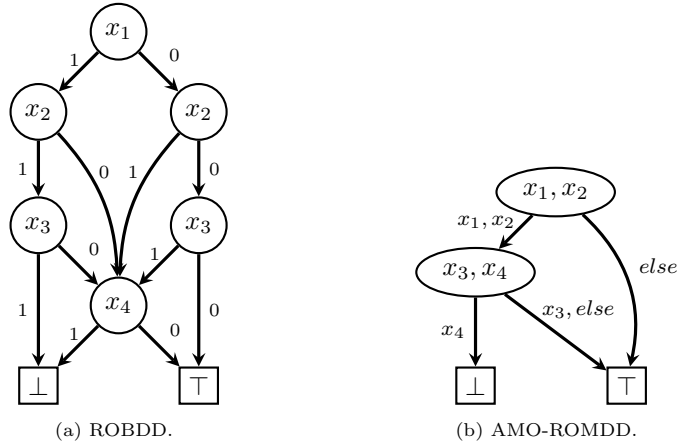 x1
1
0
x2
x2
1
0
1
0
x3
x3
0
1
1
x4
0
1
0
⊥
⊤
(a) ROBDD.
x1, x2
x1, x2
else
x3, x4
x4
x3, else
⊥
⊤
(b) AMO-ROMDD.